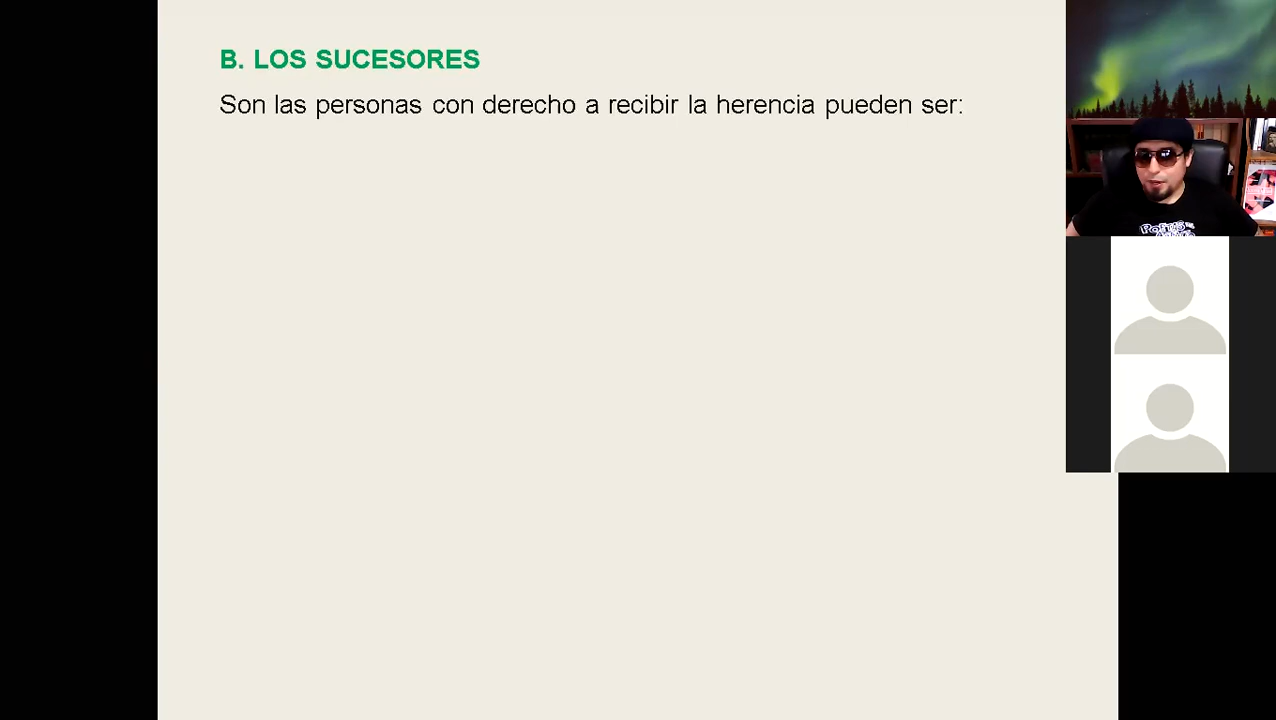 B. LOS SUCESORES
Son las personas con derecho a recibir la herencia pueden ser: